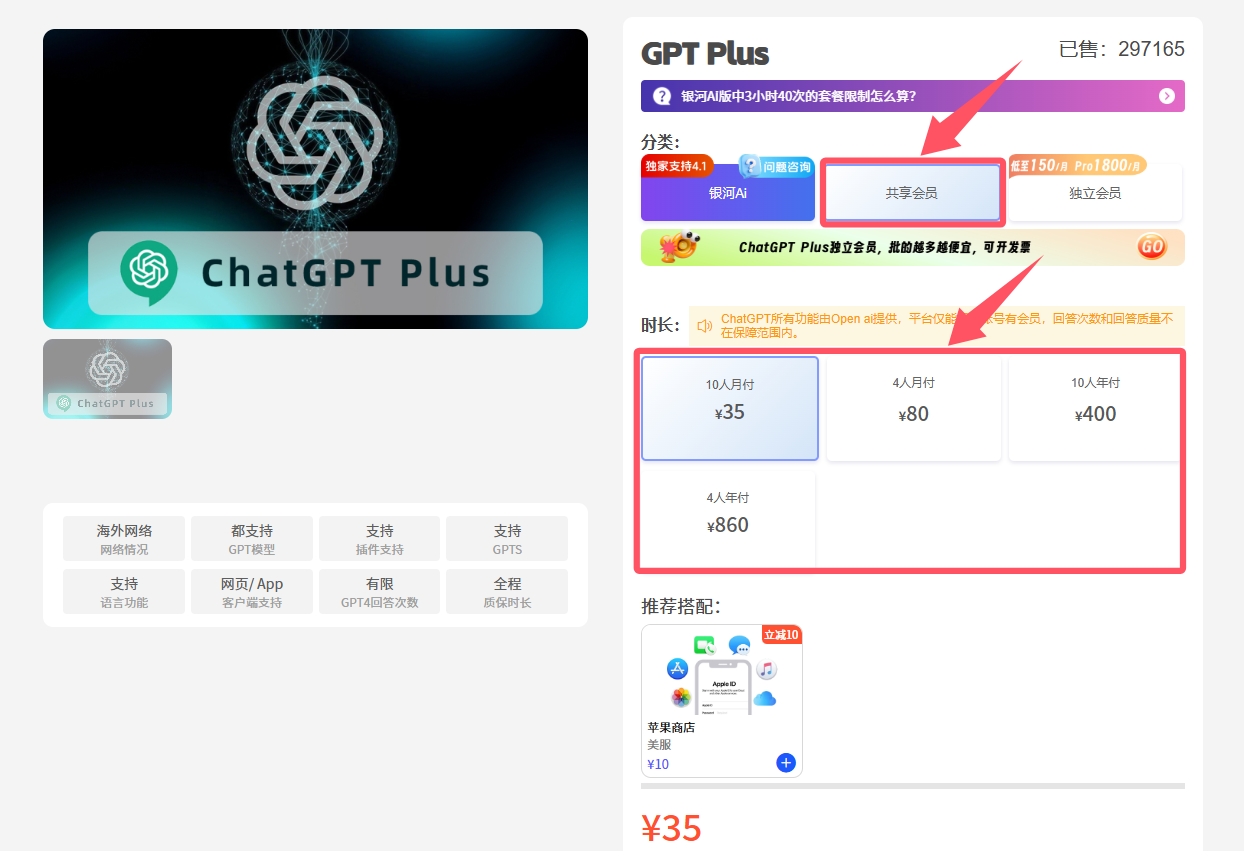 ChatGPT Plus
ChatGPT Plus
海外网络
网络情况
都支持
GPT模型
支持
插件支持
支持
GPTS
支持
语言功能
网页/ App
客户端支持
有限
GPT4回答次数
全程
质保时长
GPT Plus
已售：297165
银河AI版中3小时40次的套餐限制怎么算?
分类：
独家支持4.1
问题咨询
银河Ai
共享会员
低至150/月 Pro1800/月
独立会员
ChatGPT Plus独立会员，批的越多越便宜，可开发票
GO
时长：
ChatGPT所有功能由Open ai提供，平台仅能 号有会员，回答次数和回答质量不
在保障范围内。
10人月付
¥35
4人月付
¥80
10人年付
¥400
4人年付
¥860
推荐搭配：
立减10
Apple ID
苹果商店
美服
¥10
¥35